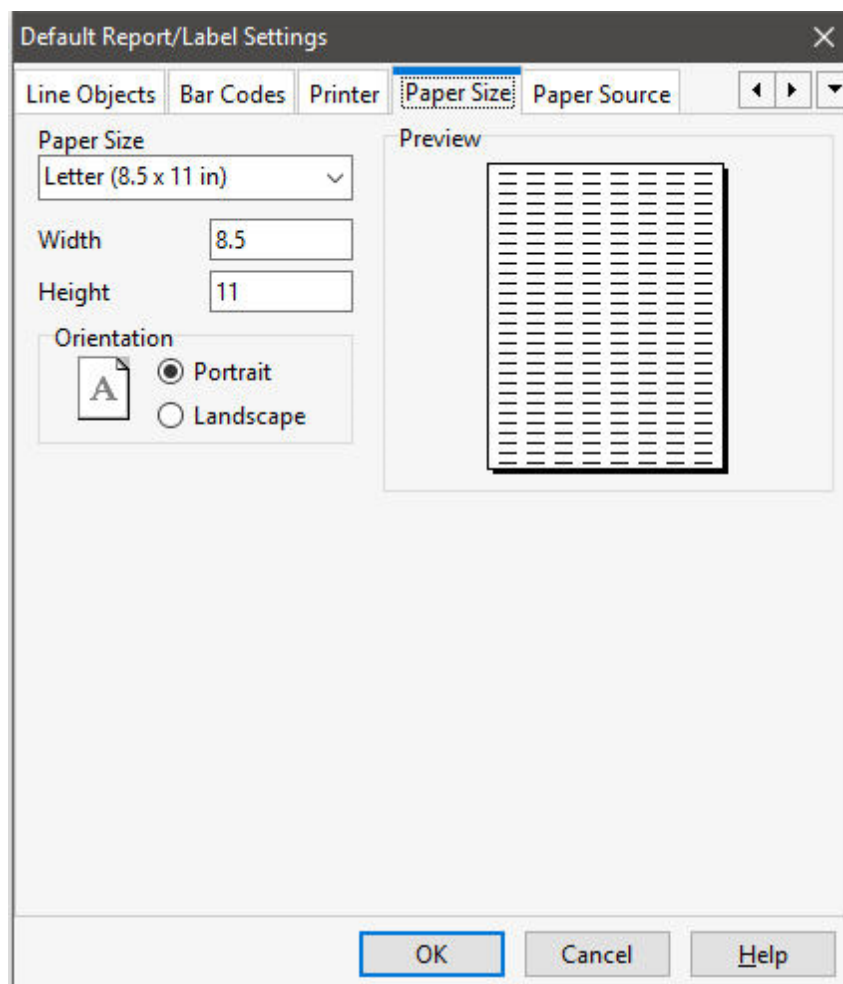 Default Report/Label Settings
Line Objects Bar Codes Printer Paper Size Paper Source
Paper Size
Letter (8.5 x 11 in)
Width 8.5
Height 11
Orientation
A
Portrait
Landscape
Preview
OK Cancel Help